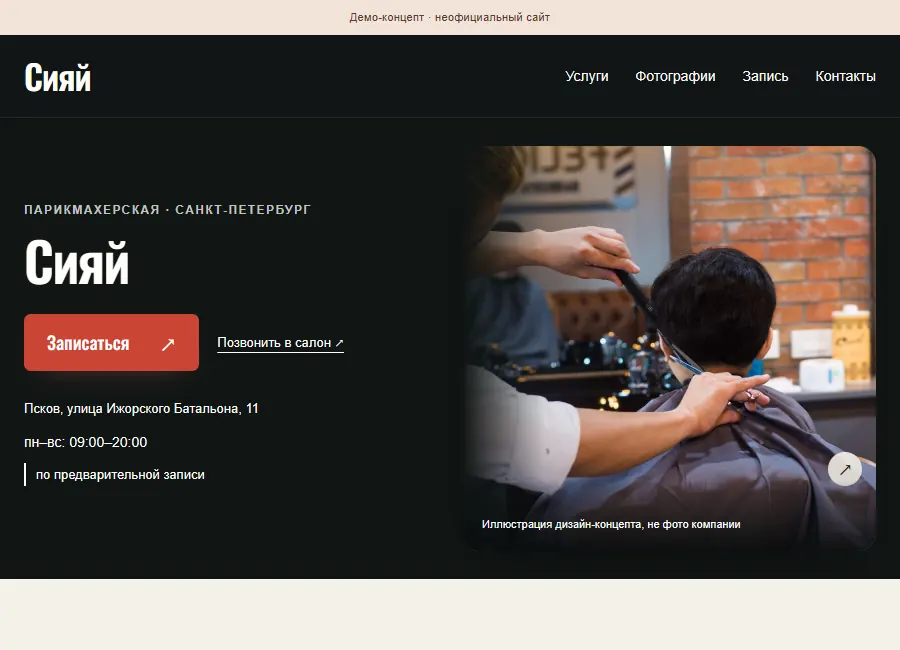 Демо-концепт · неофициальный сайт
Сияй
Услуги Фотографии Запись Контакты
ПАРИКМАХЕРСКАЯ · САНКТ-ПЕТЕРБУРГ
Сияй
Записаться ↗
Позвонить в салон ↗
Псков, улица Ижорского Батальона, 11
пн–вс: 09:00–20:00
по предварительной записи
Иллюстрация дизайн-концепта, не фото компании